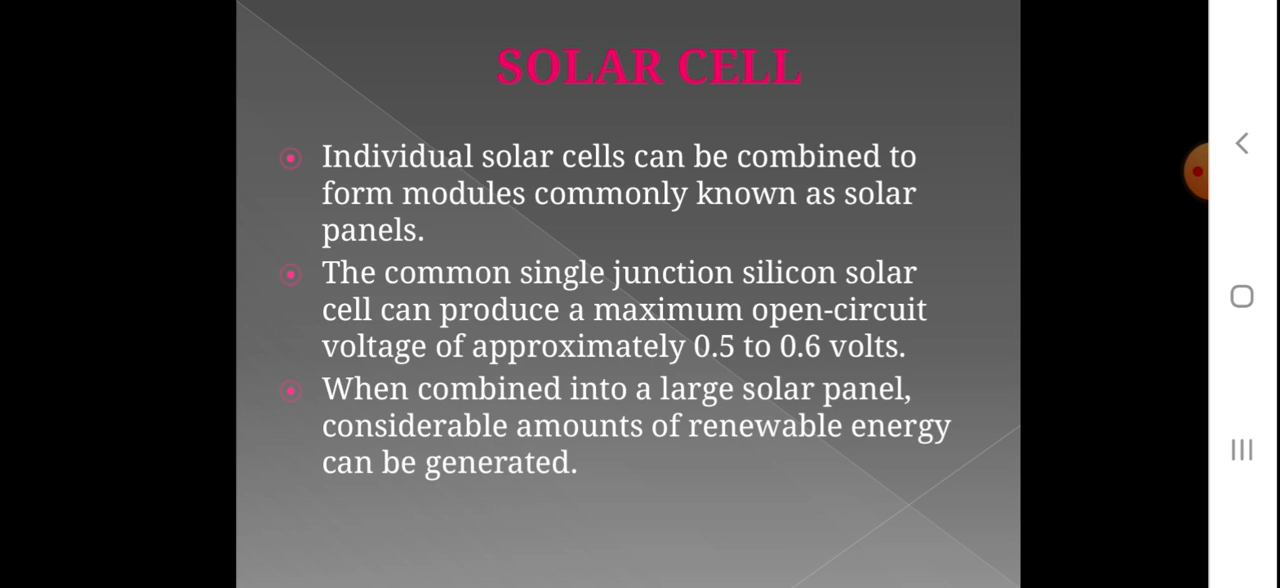 SOLAR CELL
Individual solar cells can be combined to
form modules commonly known as solar
panels.
The common single junction silicon solar
cell can produce a maximum open-circuit
voltage of approximately 0.5 to 0.6 volts.
When combined into a large solar panel,
considerable amounts of renewable energy
can be generated.